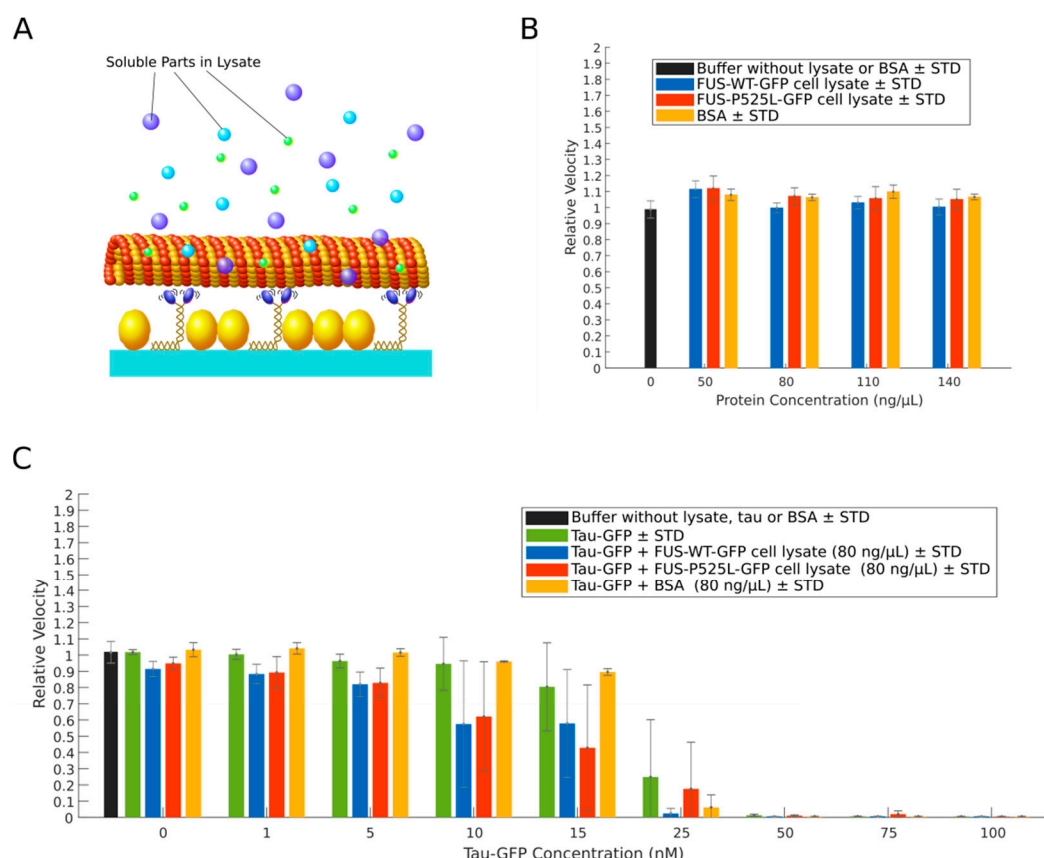 A
Soluble Parts in Lysate
B
2
1.9
1.8
1.7
1.6
1.5
1.4
1.3
1.2
1.1
1
0.9
0.8
0.7
0.6
0.5
0.4
0.3
0.2
0.1
0
Relative Velocity
Buffer without lysate or BSA ± STD
FUS-WT-GFP cell lysate ± STD
FUS-P525L-GFP cell lysate ± STD
BSA ± STD
0 50 80 110 140
Protein Concentration (ng/µL)
C
2
1.9
1.8
1.7
1.6
1.5
1.4
1.3
1.2
1.1
1
0.9
0.8
0.7
0.6
0.5
0.4
0.3
0.2
0.1
0
Relative Velocity
Buffer without lysate, tau or BSA ± STD
Tau-GFP ± STD
Tau-GFP + FUS-WT-GFP cell lysate (80 ng/µL) ± STD
Tau-GFP + FUS-P525L-GFP cell lysate (80 ng/µL) ± STD
Tau-GFP + BSA (80 ng/µL) ± STD
0 1 5 10 15 25 50 75 100
Tau-GFP Concentration (nM)